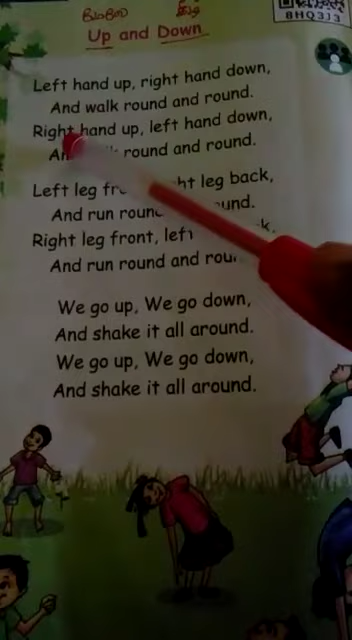 மேலே கீழே
8HQ3J3
Up and Down
Left hand up, right hand down,
And walk round and round.
Right hand up, left hand down,
round and round.
Left leg leg back,
And run
Right leg front,
And run round and
We go up, We go down,
And shake it all around.
We go up, We go down,
And shake it all around.